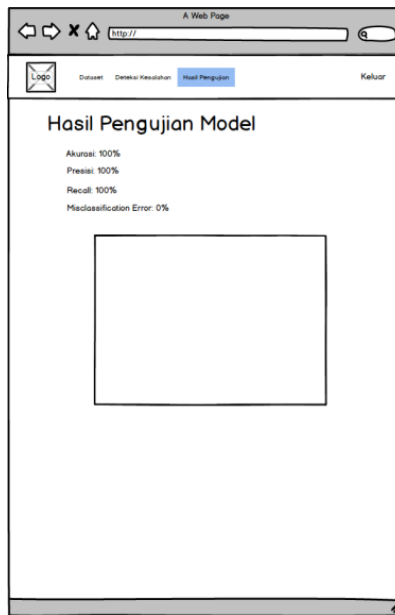 A Web Page
http://
Logo
Dataset Deteksi Kesalahan Hasil Pengujian Keluar
Hasil Pengujian Model
Akurasi: 100%
Presisi: 100%
Recall: 100%
Misclassification Error: 0%